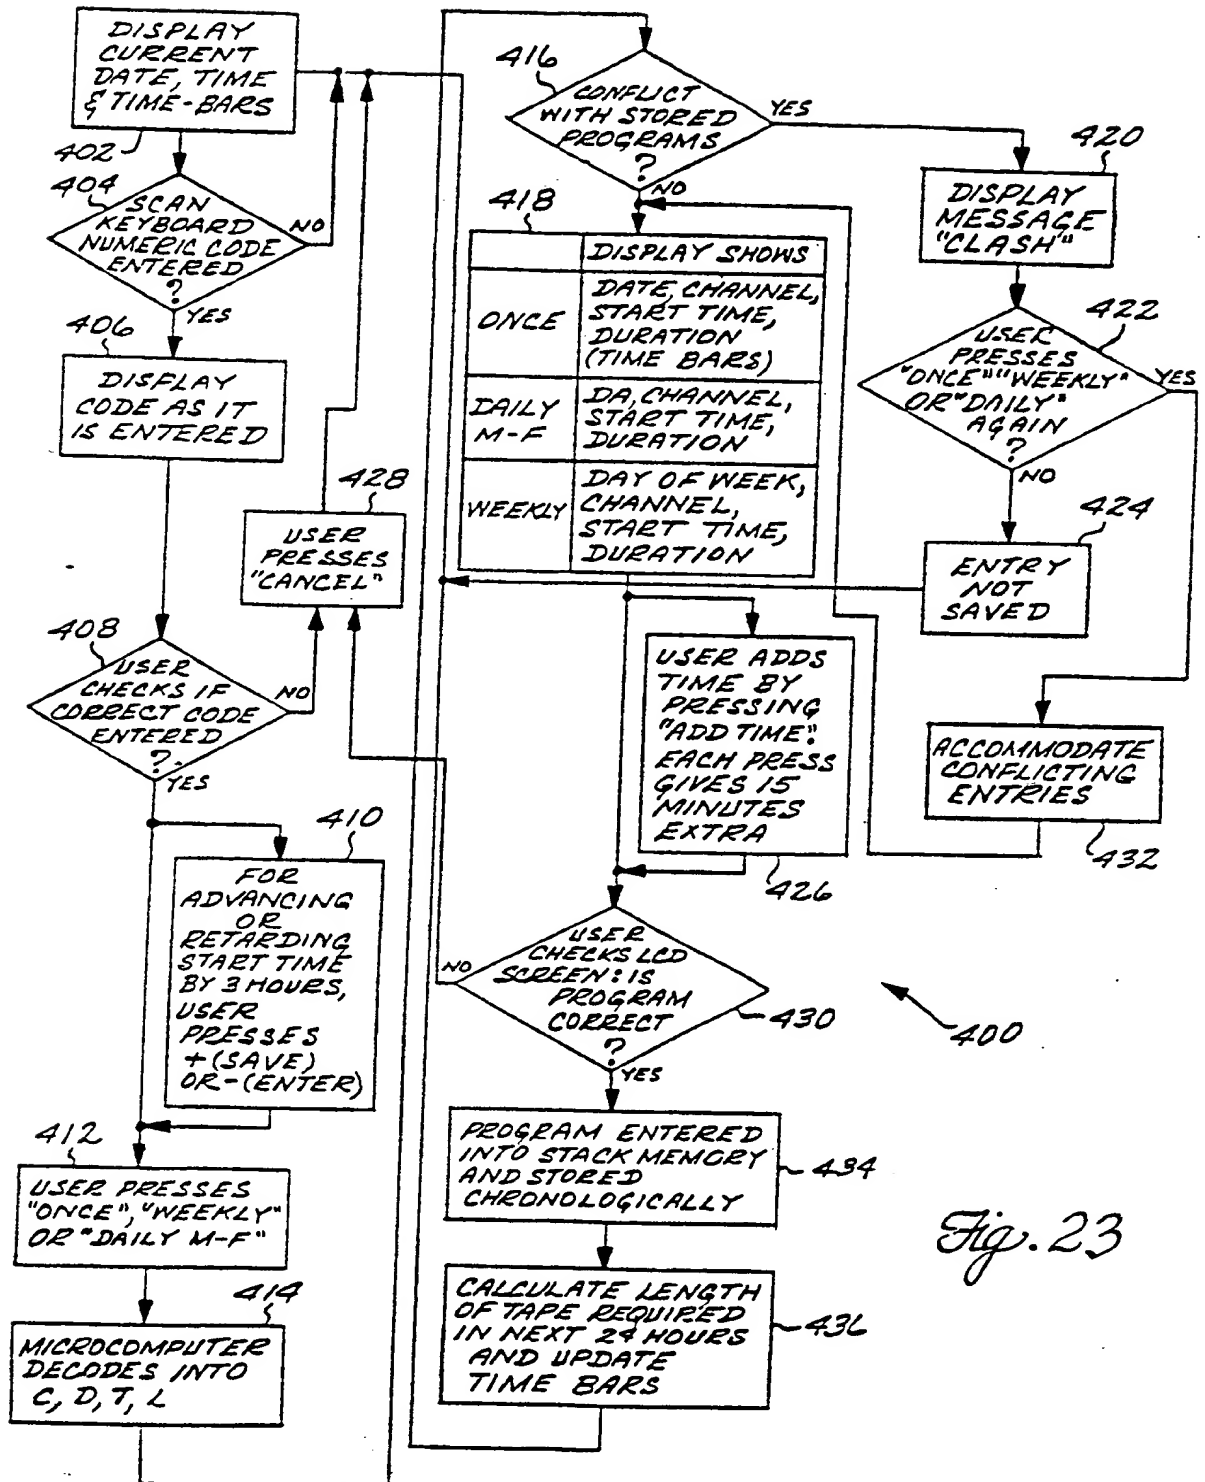 DISPLAY
CURRENT
DATE, TIME
& TIME-BARS
402
404
SCAN
KEYBOARD
NUMERIC CODE
ENTERED
?
NO
YES
406
DISPLAY
CODE AS IT
IS ENTERED
428
USER
PRESSES
"CANCEL"
408
USER
CHECKS IF
CORRECT CODE
ENTERED
?
NO
YES
410
FOR
ADVANCING
OR
RETARDING
START TIME
BY 3 HOURS,
USER
PRESSES
+(SAVE)
OR-(ENTER)
412
USER PRESSES
"ONCE", "WEEKLY"
OR "DAILY M-F"
414
MICROCOMPUTER
DECODES INTO
C, D, T, L
416
CONFLICT
WITH STORED
PROGRAMS
?
YES
NO
418
DISPLAY SHOWS
ONCE
DATE, CHANNEL,
START TIME,
DURATION
(TIME BARS)
DAILY
M-F
DA, CHANNEL,
START TIME,
DURATION
WEEKLY
DAY OF WEEK,
CHANNEL,
START TIME,
DURATION
420
DISPLAY
MESSAGE
"CLASH"
422
USER
PRESSES
"ONCE" "WEEKLY"
OR "DAILY"
AGAIN
?
YES
NO
424
ENTRY
NOT
SAVED
USER ADDS
TIME BY
PRESSING
"ADD TIME".
EACH PRESS
GIVES 15
MINUTES
EXTRA
426
ACCOMMODATE
CONFLICTING
ENTRIES
432
USER
CHECKS LCD
SCREEN: IS
PROGRAM
CORRECT
?
NO
YES
430
400
PROGRAM ENTERED
INTO STACK MEMORY
AND STORED
CHRONOLOGICALLY
434
CALCULATE LENGTH
OF TAPE REQUIRED
IN NEXT 24 HOURS
AND UPDATE
TIME BARS
436
Fig. 23